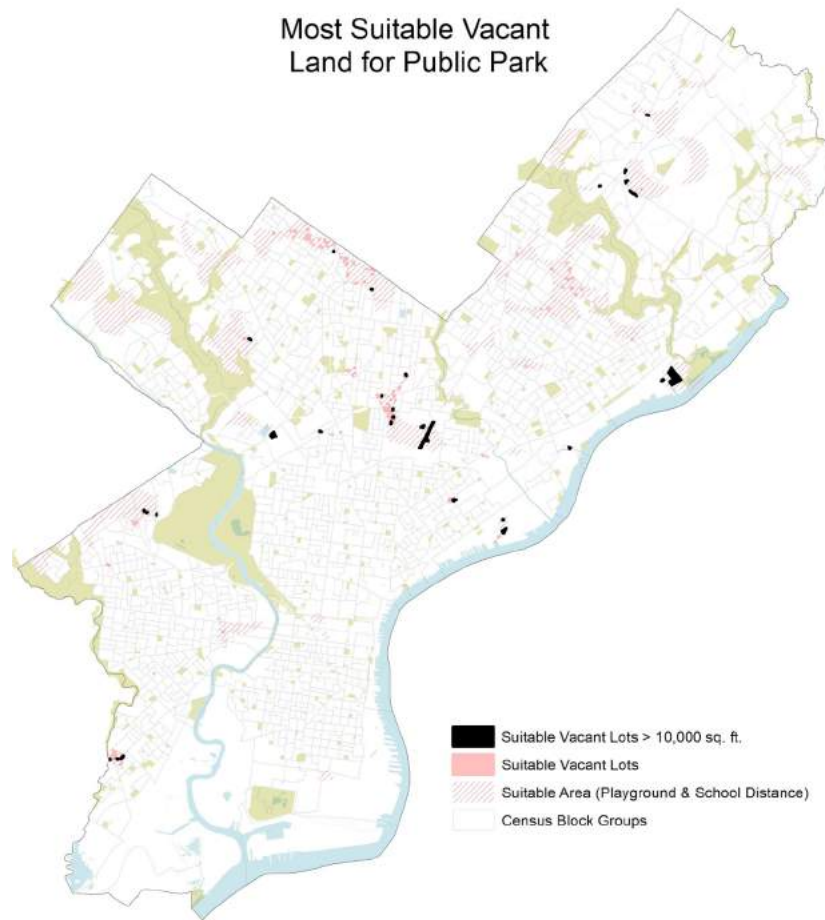 Most Suitable Vacant
Land for Public Park
Suitable Vacant Lots > 10,000 sq. ft.
Suitable Vacant Lots
Suitable Area (Playground & School Distance)
Census Block Groups